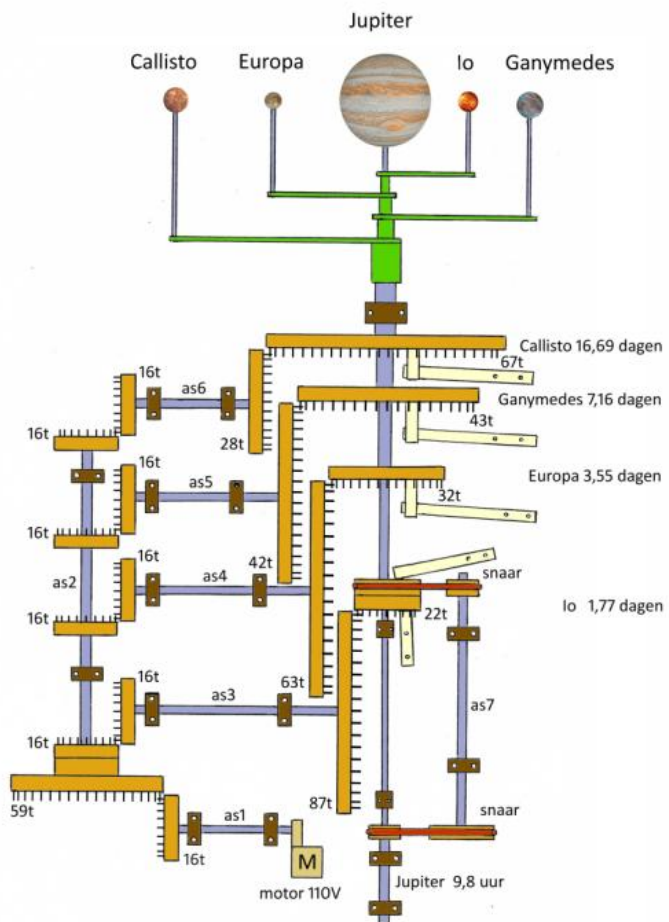 Jupiter
Callisto
Europa
Io
Ganymedes
Callisto 16,69 dagen
67t
16t
as6
Ganymedes 7,16 dagen
43t
16t
28t
16t
Europa 3,55 dagen
as5
32t
16t
42t
snaar
16t
as2
as4
22t
Io 1,77 dagen
16t
16t
63t
as3
as7
16t
87t
snaar
59t
as1
16t
M
motor 110V
Jupiter 9,8 uur